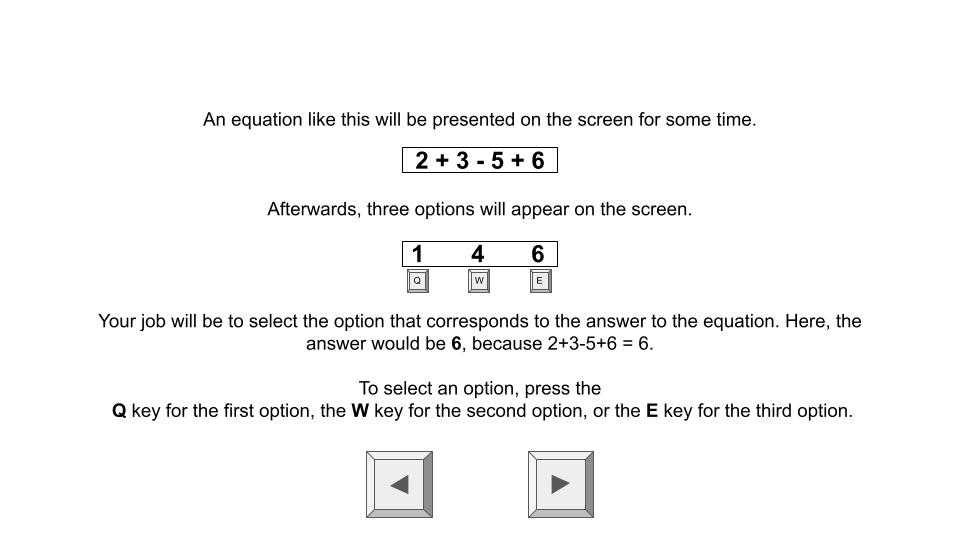 An equation like this will be presented on the screen for some time.
2 + 3 - 5 + 6
Afterwards, three options will appear on the screen.
1 4 6
Q W E
Your job will be to select the option that corresponds to the answer to the equation. Here, the
answer would be 6, because 2+3-5+6 = 6.
To select an option, press the
Q key for the first option, the W key for the second option, or the E key for the third option.